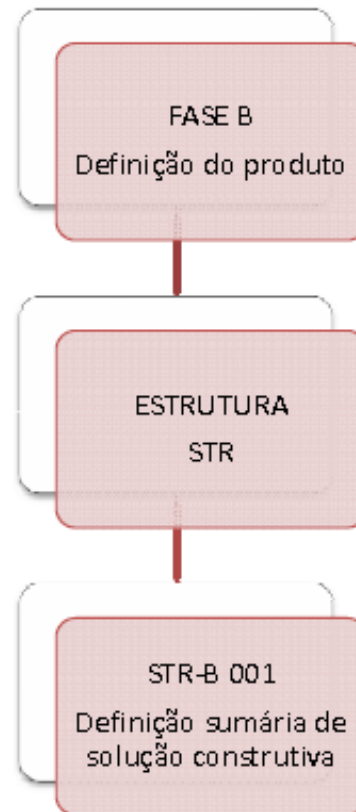 FASE B
Definição do produto
ESTRUTURA
STR
STR-B 001
Definição sumária de
solução construtiva